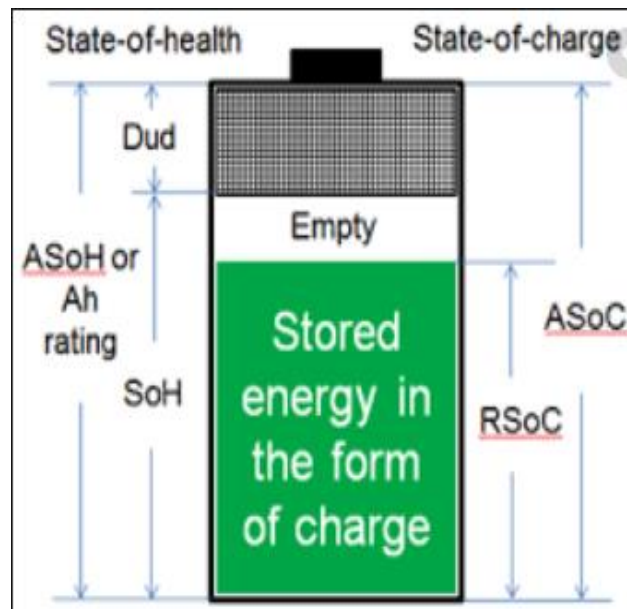 State-of-health
State-of-charge
Dud
Empty
ASoH or
Ah
rating
SoH
Stored
energy in
the form
of charge
ASoC
RSoC